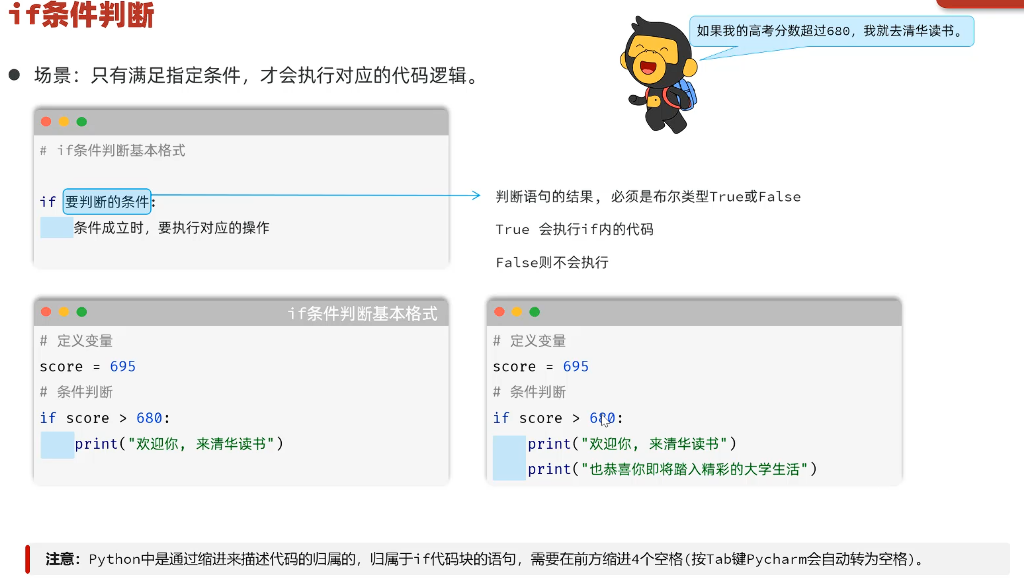 if条件判断
如果我的高考分数超过680，我就去清华读书。
场景：只有满足指定条件，才会执行对应的代码逻辑。
# if条件判断基本格式
if 要判断的条件:
条件成立时，要执行对应的操作
判断语句的结果，必须是布尔类型True或False
True 会执行if内的代码
False则不会执行
if条件判断基本格式
# 定义变量
score = 695
# 条件判断
if score > 680:
print("欢迎你, 来清华读书")
# 定义变量
score = 695
# 条件判断
if score > 680:
print("欢迎你, 来清华读书")
print("也恭喜你即将踏入精彩的大学生活")
注意：Python中是通过缩进来描述代码的归属的，归属于if代码块的语句，需要在前方缩进4个空格(按Tab键Pycharm会自动转为空格)。